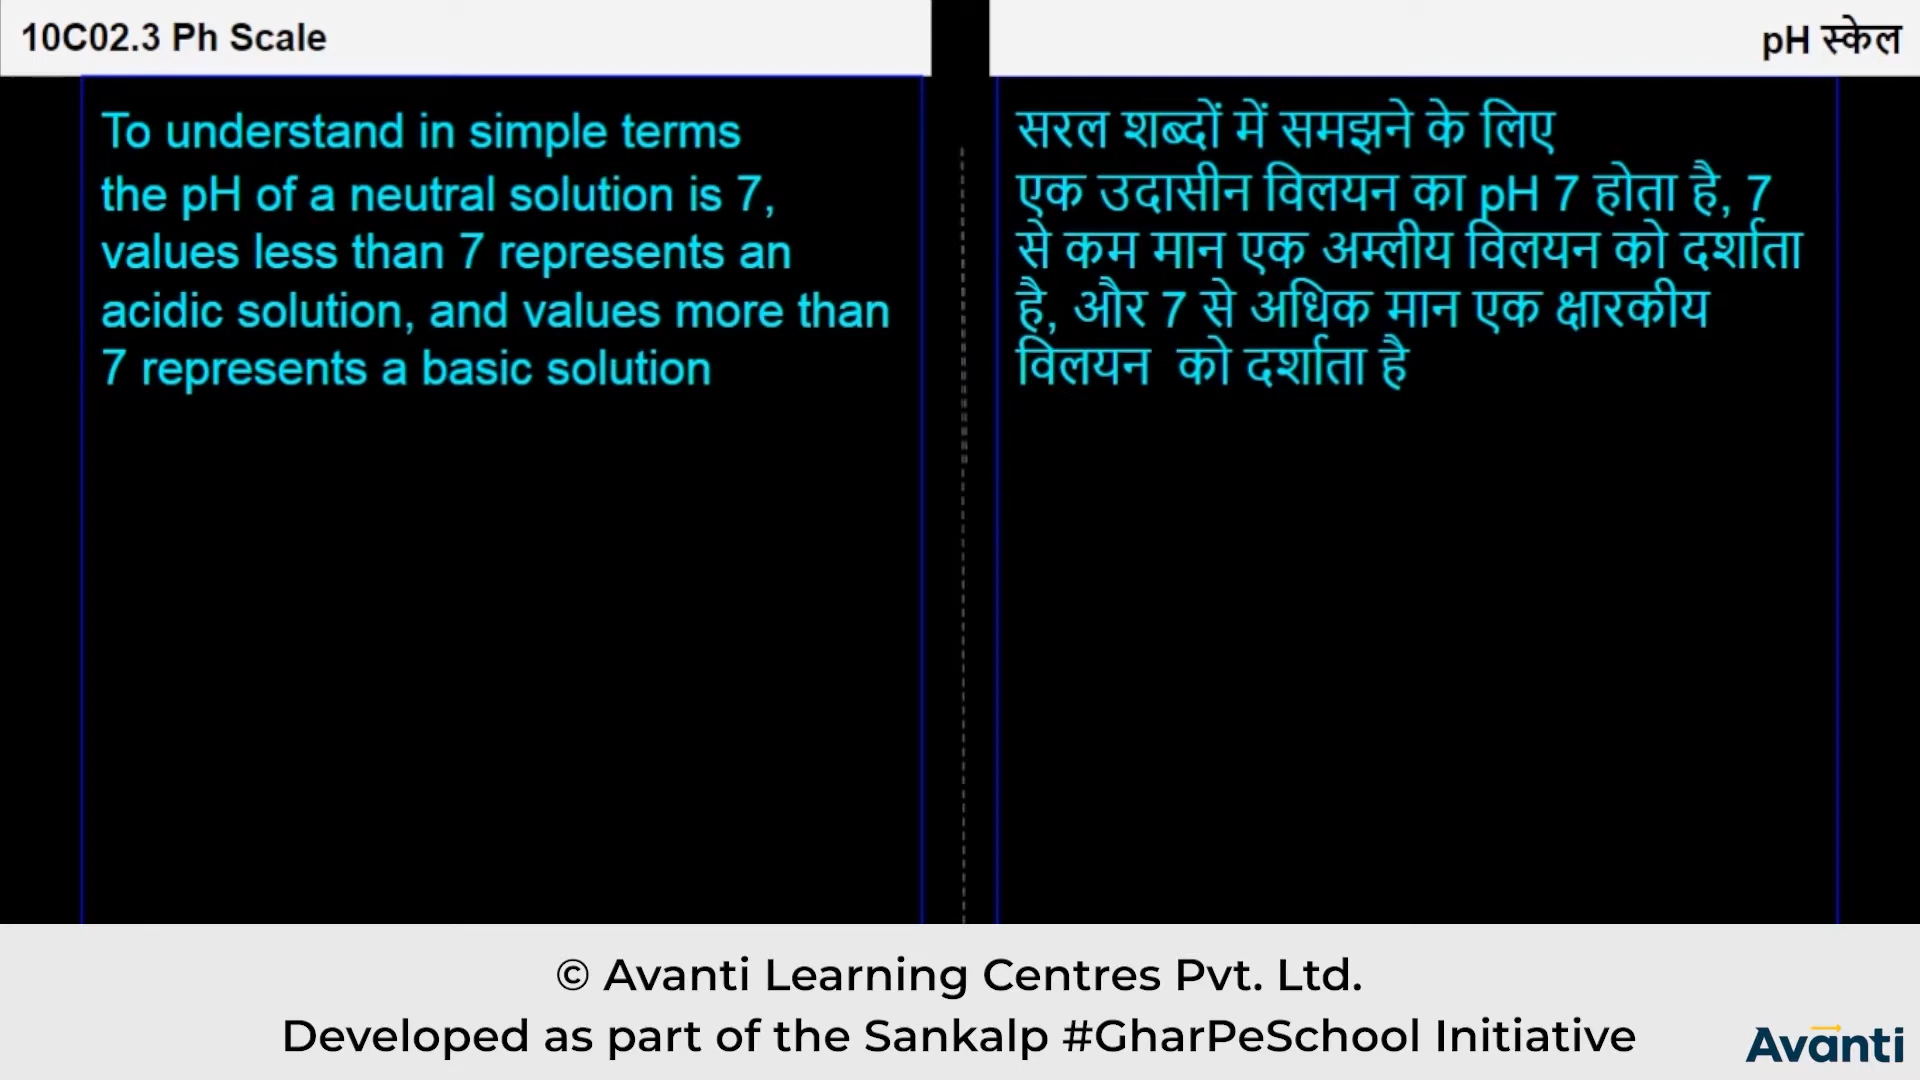 10C02.3 Ph Scale
pH स्केल
To understand in simple terms
the pH of a neutral solution is 7,
values less than 7 represents an
acidic solution, and values more than
7 represents a basic solution
सरल शब्दों में समझने के लिए
एक उदासीन विलयन का pH 7 होता है, 7
से कम मान एक अम्लीय विलयन को दर्शाता
है, और 7 से अधिक मान एक क्षारकीय
विलयन को दर्शाता है
© Avanti Learning Centres Pvt. Ltd.
Developed as part of the Sankalp #GharPeSchool Initiative
Avanti